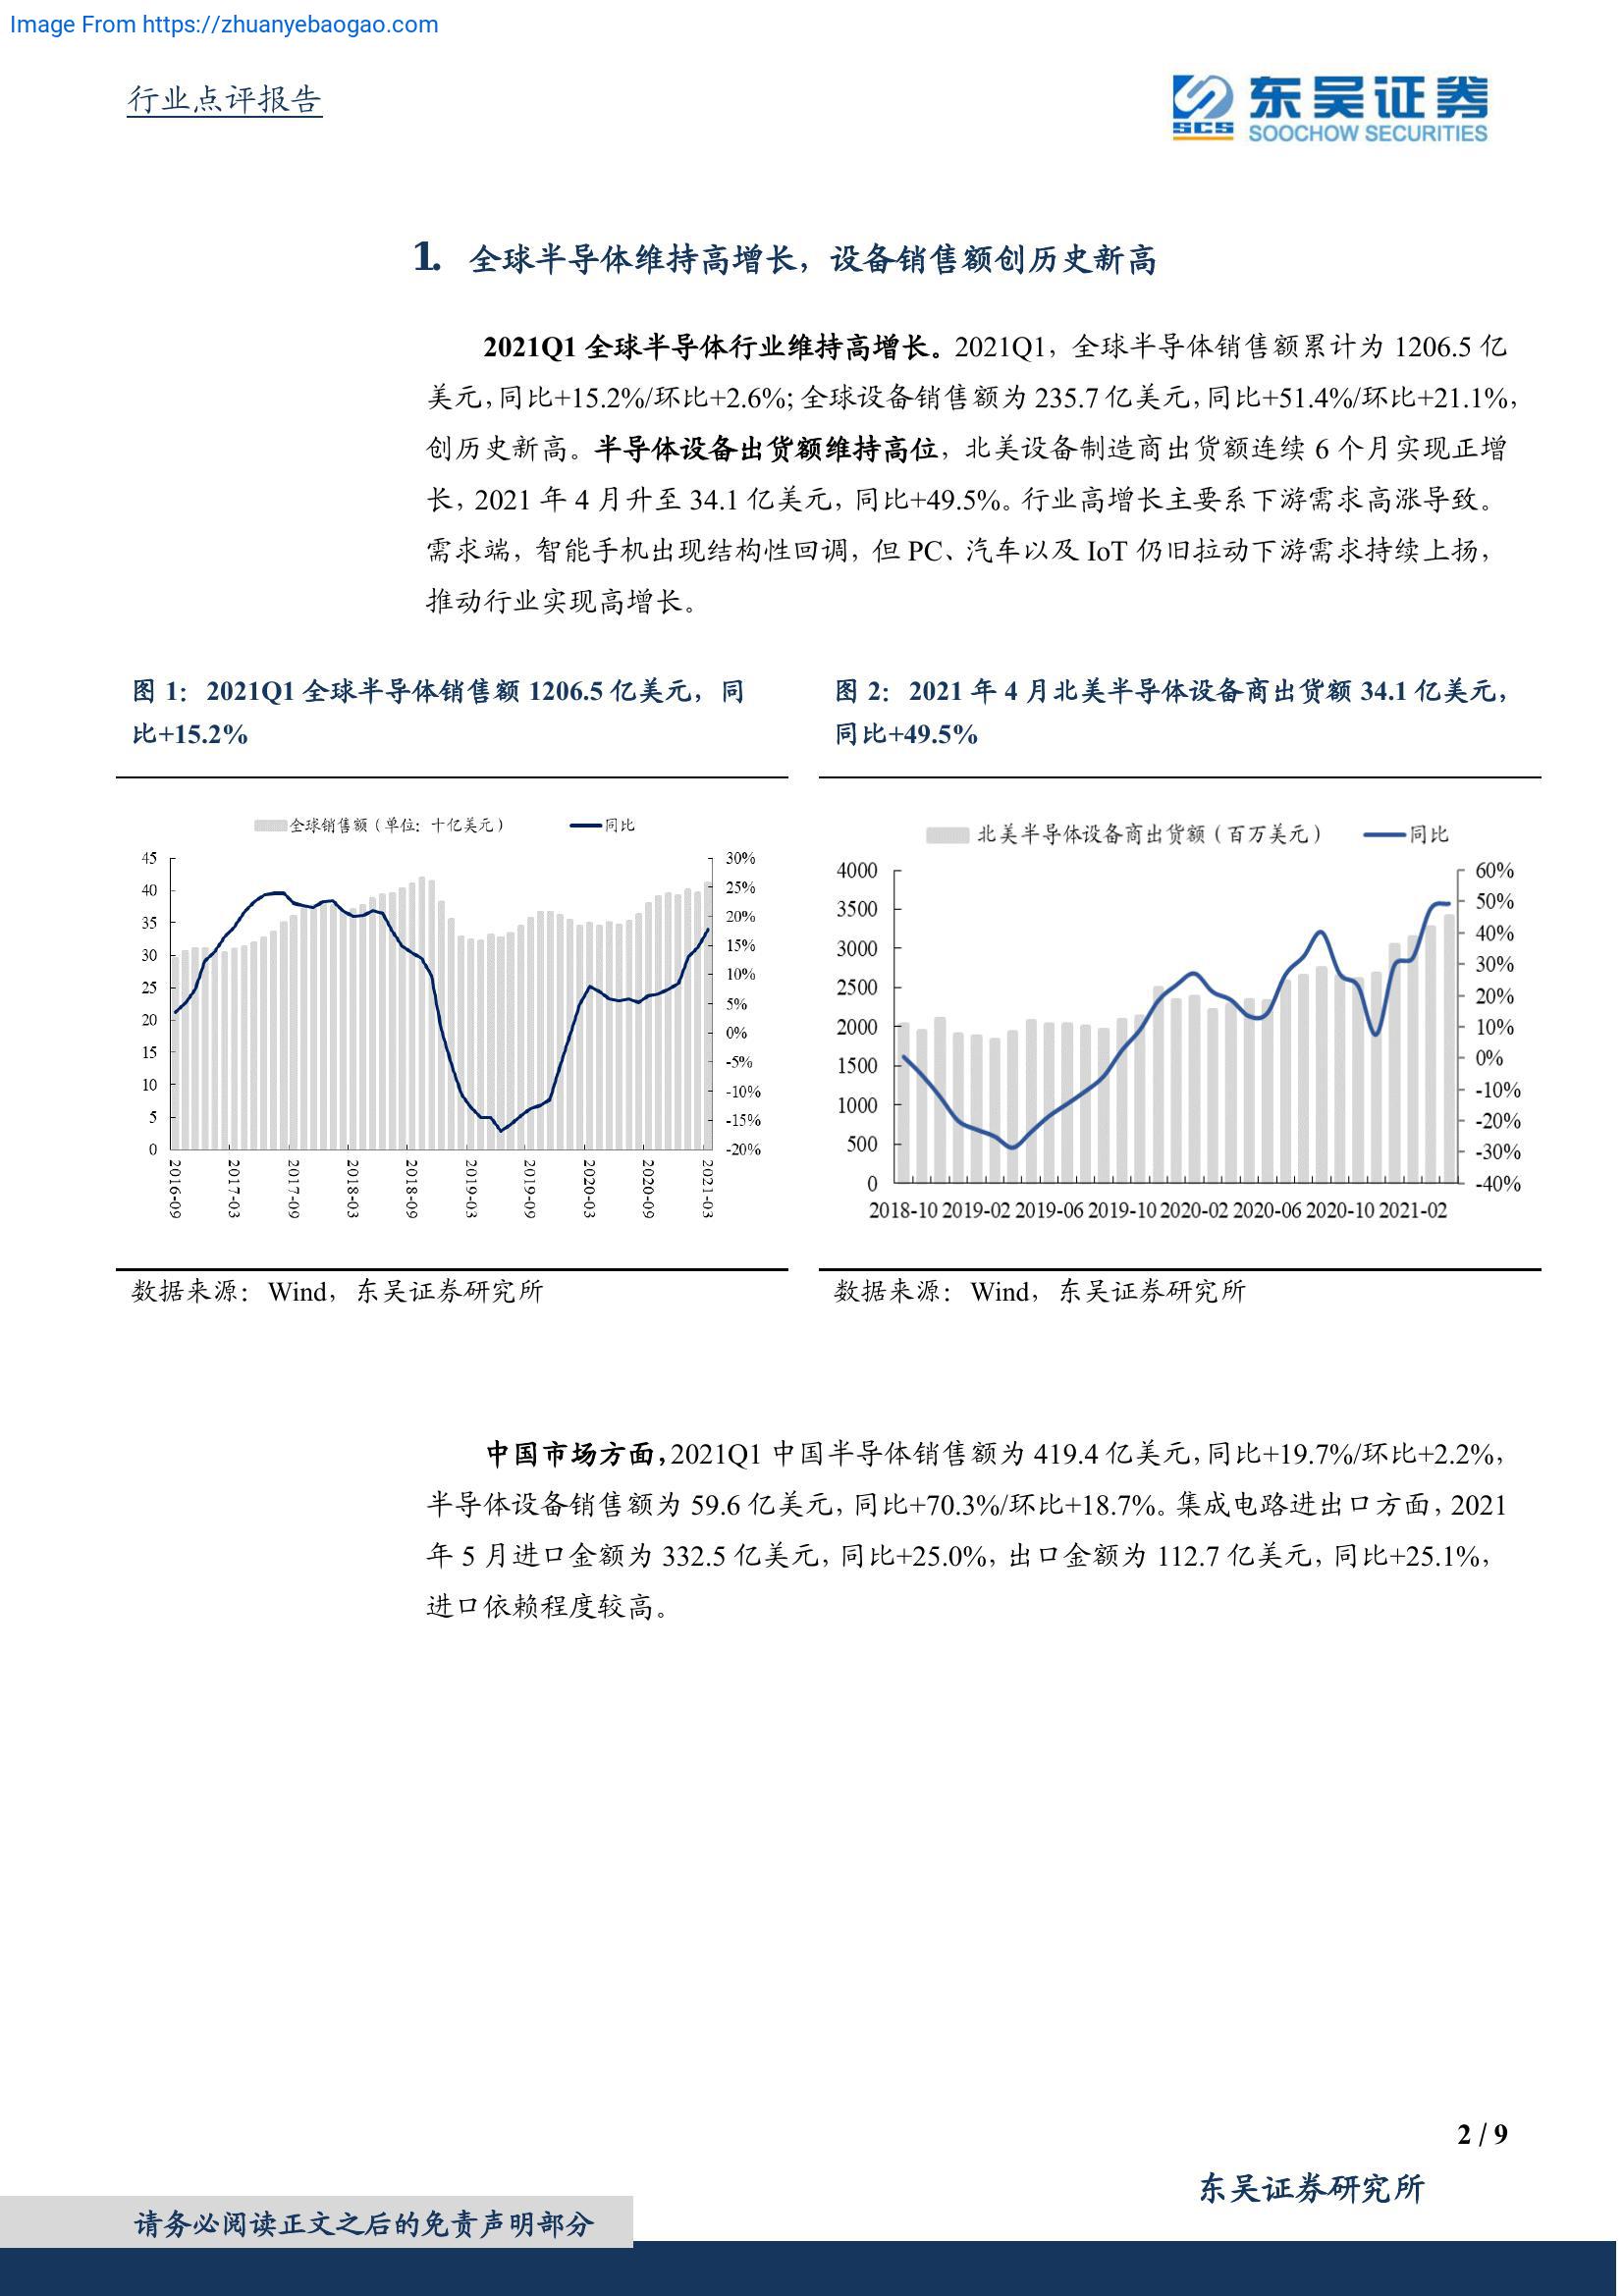 Image From https://zhuanyebaogao.com
行业点评报告
SCS
东吴证券
SOOCHOW SECURITIES
1. 全球半导体维持高增长，设备销售额创历史新高
2021Q1 全球半导体行业维持高增长。2021Q1，全球半导体销售额累计为 1206.5 亿
美元，同比+15.2%/环比+2.6%；全球设备销售额为 235.7 亿美元，同比+51.4%/环比+21.1%，
创历史新高。半导体设备出货额维持高位，北美设备制造商出货额连续 6 个月实现正增
长，2021 年 4 月升至 34.1 亿美元，同比+49.5%。行业高增长主要系下游需求高涨导致。
需求端，智能手机出现结构性回调，但 PC、汽车以及 IoT 仍旧拉动下游需求持续上扬，
推动行业实现高增长。
图 1：2021Q1 全球半导体销售额 1206.5 亿美元，同
比+15.2%
全球销售额（单位：十亿美元） 同比
45
40
35
30
25
20
15
10
5
0
30%
25%
20%
15%
10%
5%
0%
-5%
-10%
-15%
-20%
2016-09 2017-03 2017-09 2018-03 2018-09 2019-03 2019-09 2020-03 2020-09 2021-03
数据来源：Wind，东吴证券研究所
图 2：2021 年 4 月北美半导体设备商出货额 34.1 亿美元，
同比+49.5%
北美半导体设备商出货额（百万美元） 同比
4000
3500
3000
2500
2000
1500
1000
500
0
60%
50%
40%
30%
20%
10%
0%
-10%
-20%
-30%
-40%
2018-10 2019-02 2019-06 2019-10 2020-02 2020-06 2020-10 2021-02
数据来源：Wind，东吴证券研究所
中国市场方面，2021Q1 中国半导体销售额为 419.4 亿美元，同比+19.7%/环比+2.2%，
半导体设备销售额为 59.6 亿美元，同比+70.3%/环比+18.7%。集成电路进出口方面，2021
年 5 月进口金额为 332.5 亿美元，同比+25.0%，出口金额为 112.7 亿美元，同比+25.1%，
进口依赖程度较高。
2 / 9
东吴证券研究所
请务必阅读正文之后的免责声明部分